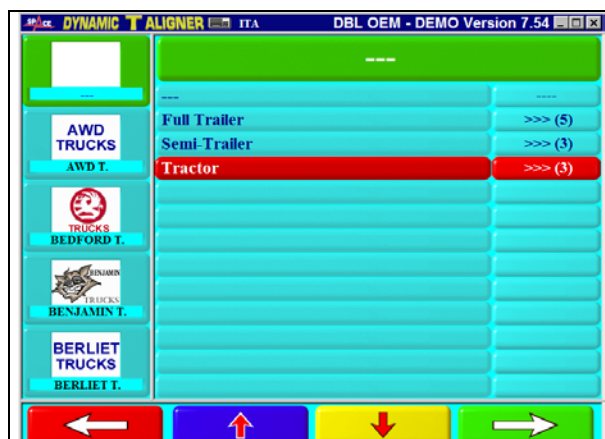 SPACE DYNAMIC T ALIGNER ITA DBL OEM - DEMO Version 7.54
---
---
--- ----
Full Trailer >>> (5)
Semi-Trailer >>> (3)
Tractor >>> (3)
AWD
TRUCKS
AWD T.
TRUCKS
BEDFORD T.
BENJAMIN
TRUCKS
BENJAMIN T.
BERLIET
TRUCKS
BERLIET T.